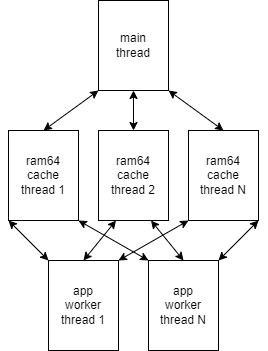 main
thread
ram64
cache
thread 1
ram64
cache
thread 2
ram64
cache
thread N
app
worker
thread 1
app
worker
thread N